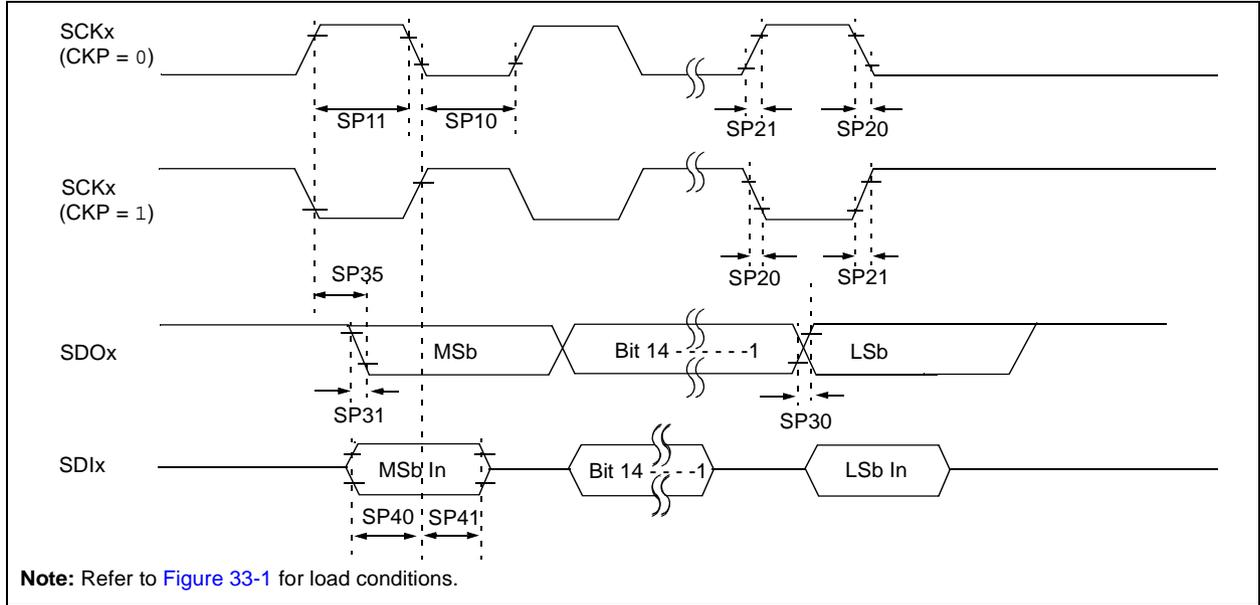 SCKx
(CKP = 0)
SP11
SP10
SP21
SP20
SCKx
(CKP = 1)
SP35
SP20
SP21
SDOx
MSb
Bit 14 - - - - - -1
LSb
SP31
SP30
SDIx
MSb In
Bit 14 - - - -1
LSb In
SP40
SP41
Note: Refer to Figure 33-1 for load conditions.